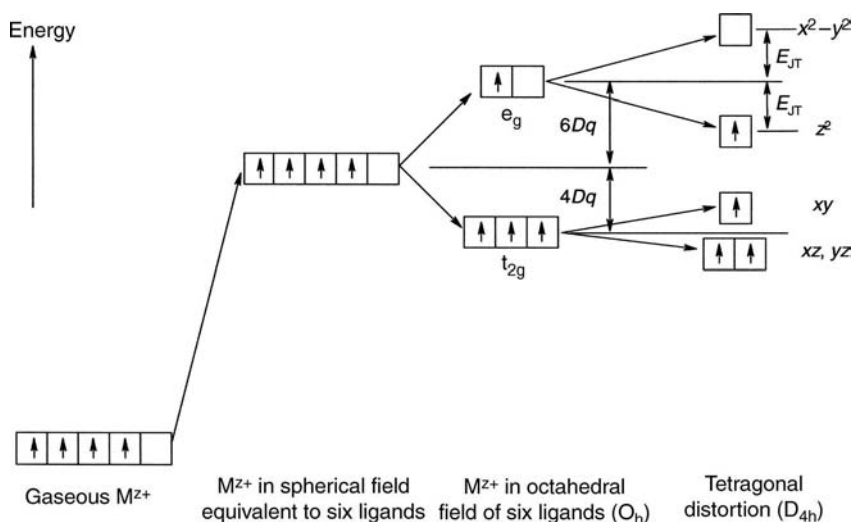 Energy
x²–y²
E_JT
E_JT
e_g
6Dq
z²
4Dq
xy
t_2g
xz, yz
Gaseous M^z+
M^z+ in spherical field
equivalent to six ligands
M^z+ in octahedral
field of six ligands (O_h)
Tetragonal
distortion (D_4h)